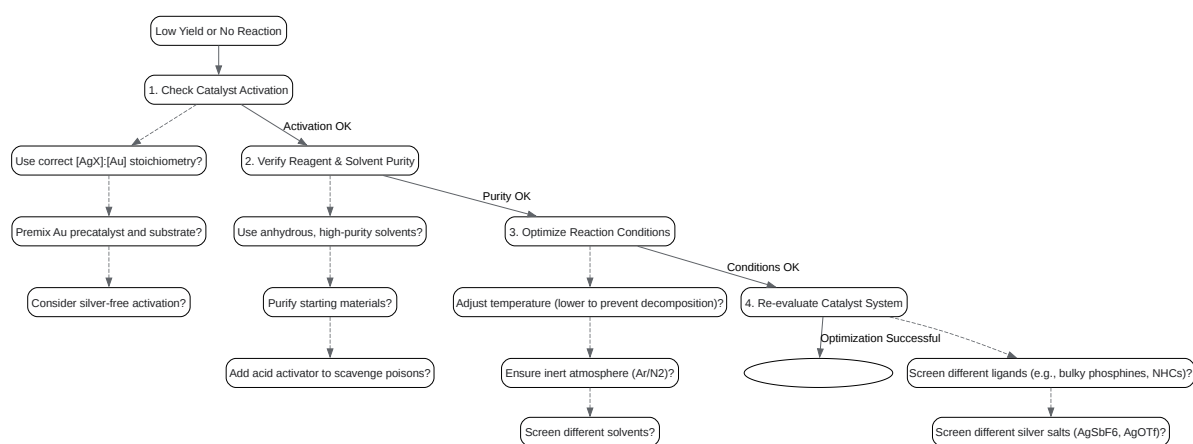 Low Yield or No Reaction
1. Check Catalyst Activation
Activation OK
Use correct [AgX]:[Au] stoichiometry?
2. Verify Reagent & Solvent Purity
Purity OK
Premix Au precatalyst and substrate?
Use anhydrous, high-purity solvents?
3. Optimize Reaction Conditions
Conditions OK
Consider silver-free activation?
Purify starting materials?
Adjust temperature (lower to prevent decomposition)?
4. Re-evaluate Catalyst System
Optimization Successful
Add acid activator to scavenge poisons?
Ensure inert atmosphere (Ar/N2)?
Screen different ligands (e.g., bulky phosphines, NHCs)?
Screen different solvents?
Screen different silver salts (AgSbF6, AgOTf)?